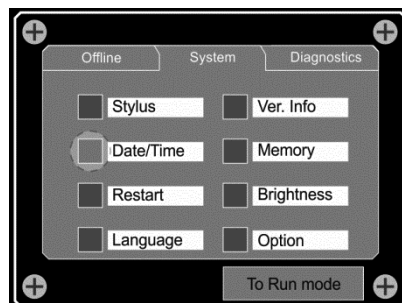 Offline System Diagnostics
Stylus Ver. Info
Date/Time Memory
Restart Brightness
Language Option
To Run mode